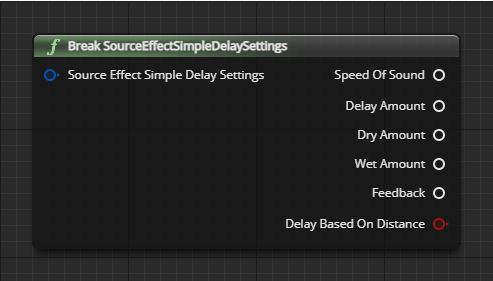 f Break SourceEffectSimpleDelaySettings
Source Effect Simple Delay Settings Speed Of Sound
Delay Amount
Dry Amount
Wet Amount
Feedback
Delay Based On Distance